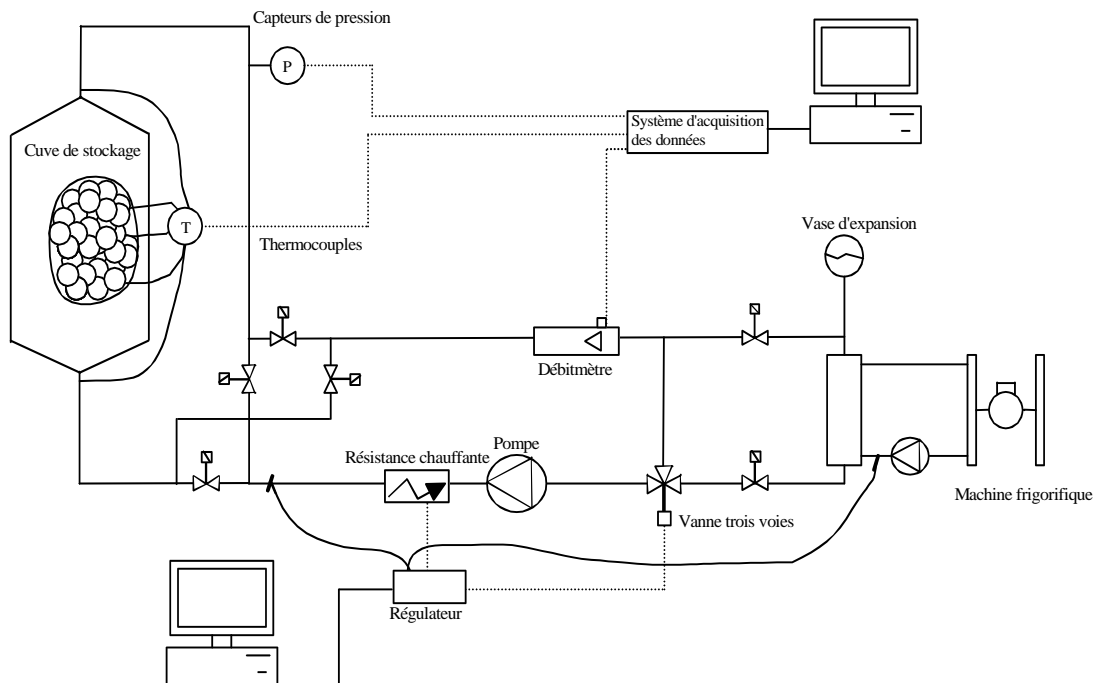 Capteurs de pression
P
Cuve de stockage
Système d'acquisition
des données
T
Thermocouples
Vase d'expansion
Débitmètre
Résistance chauffante
Pompe
Vanne trois voies
Machine frigorifique
Régulateur